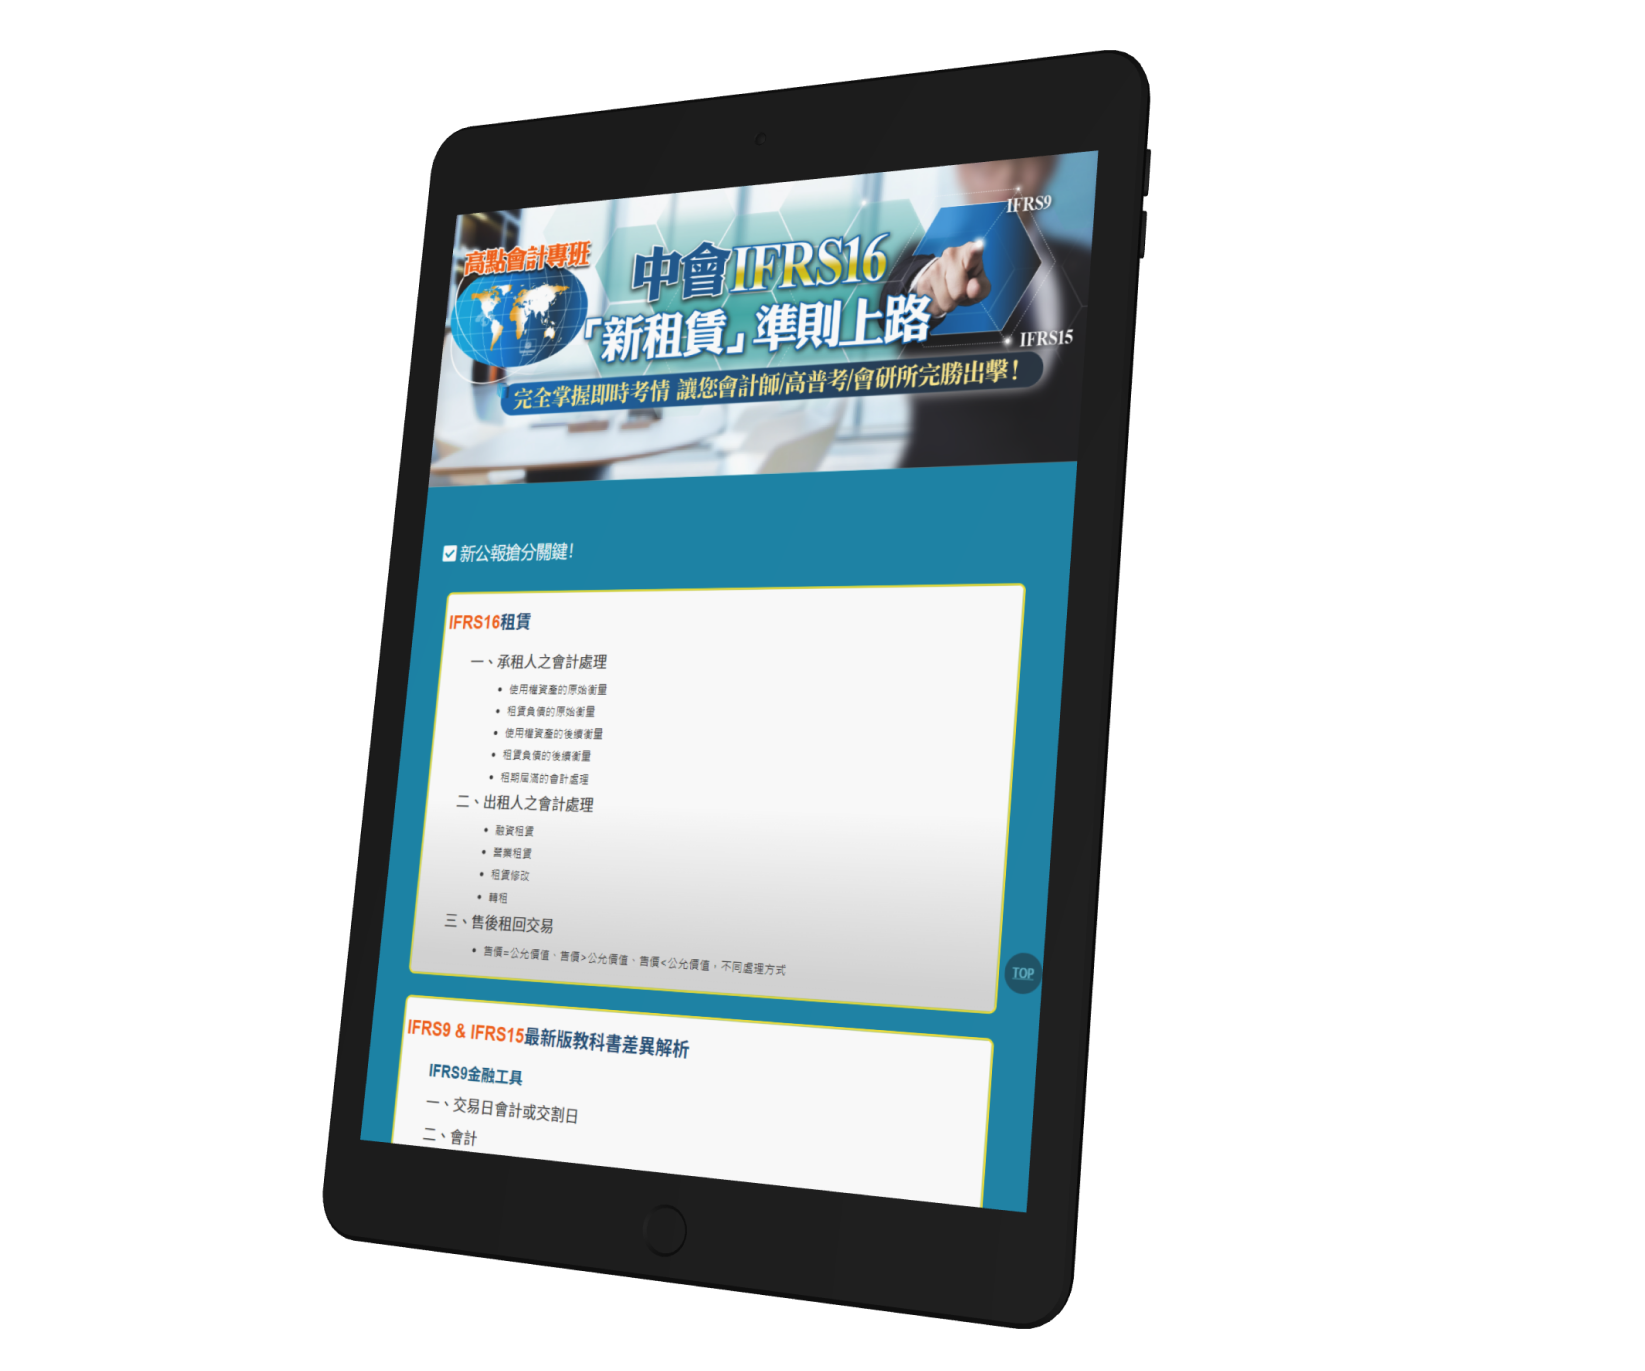 高點會計專班
中會IFRS16
「新租賃」準則上路
完全掌握即時考情 讓您會計師/高普考/會研所完勝出擊！
IFRS9
IFRS15
新公報搶分關鍵！
IFRS16租賃
一、承租人之會計處理
• 使用權資產的原始衡量
• 租賃負債的原始衡量
• 使用權資產的後續衡量
• 租賃負債的後續衡量
• 租期屆滿的會計處理
二、出租人之會計處理
• 融資租賃
• 營業租賃
• 租賃修改
• 轉租
三、售後租回交易
• 售價=公允價值、售價>公允價值、售價<公允價值，不同處理方式
TOP
IFRS9 & IFRS15最新版教科書差異解析
IFRS9金融工具
一、交易日會計或交割日
二、會計